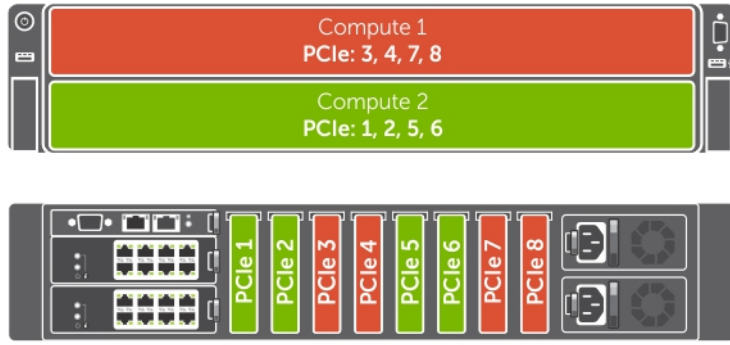 Compute 1
PCIe: 3, 4, 7, 8
Compute 2
PCIe: 1, 2, 5, 6
PCIe 1
PCIe 2
PCIe 3
PCIe 4
PCIe 5
PCIe 6
PCIe 7
PCIe 8